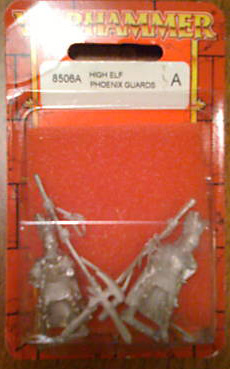 WARHAMMER
8506A HIGH ELF A
PHOENIX GUARDS